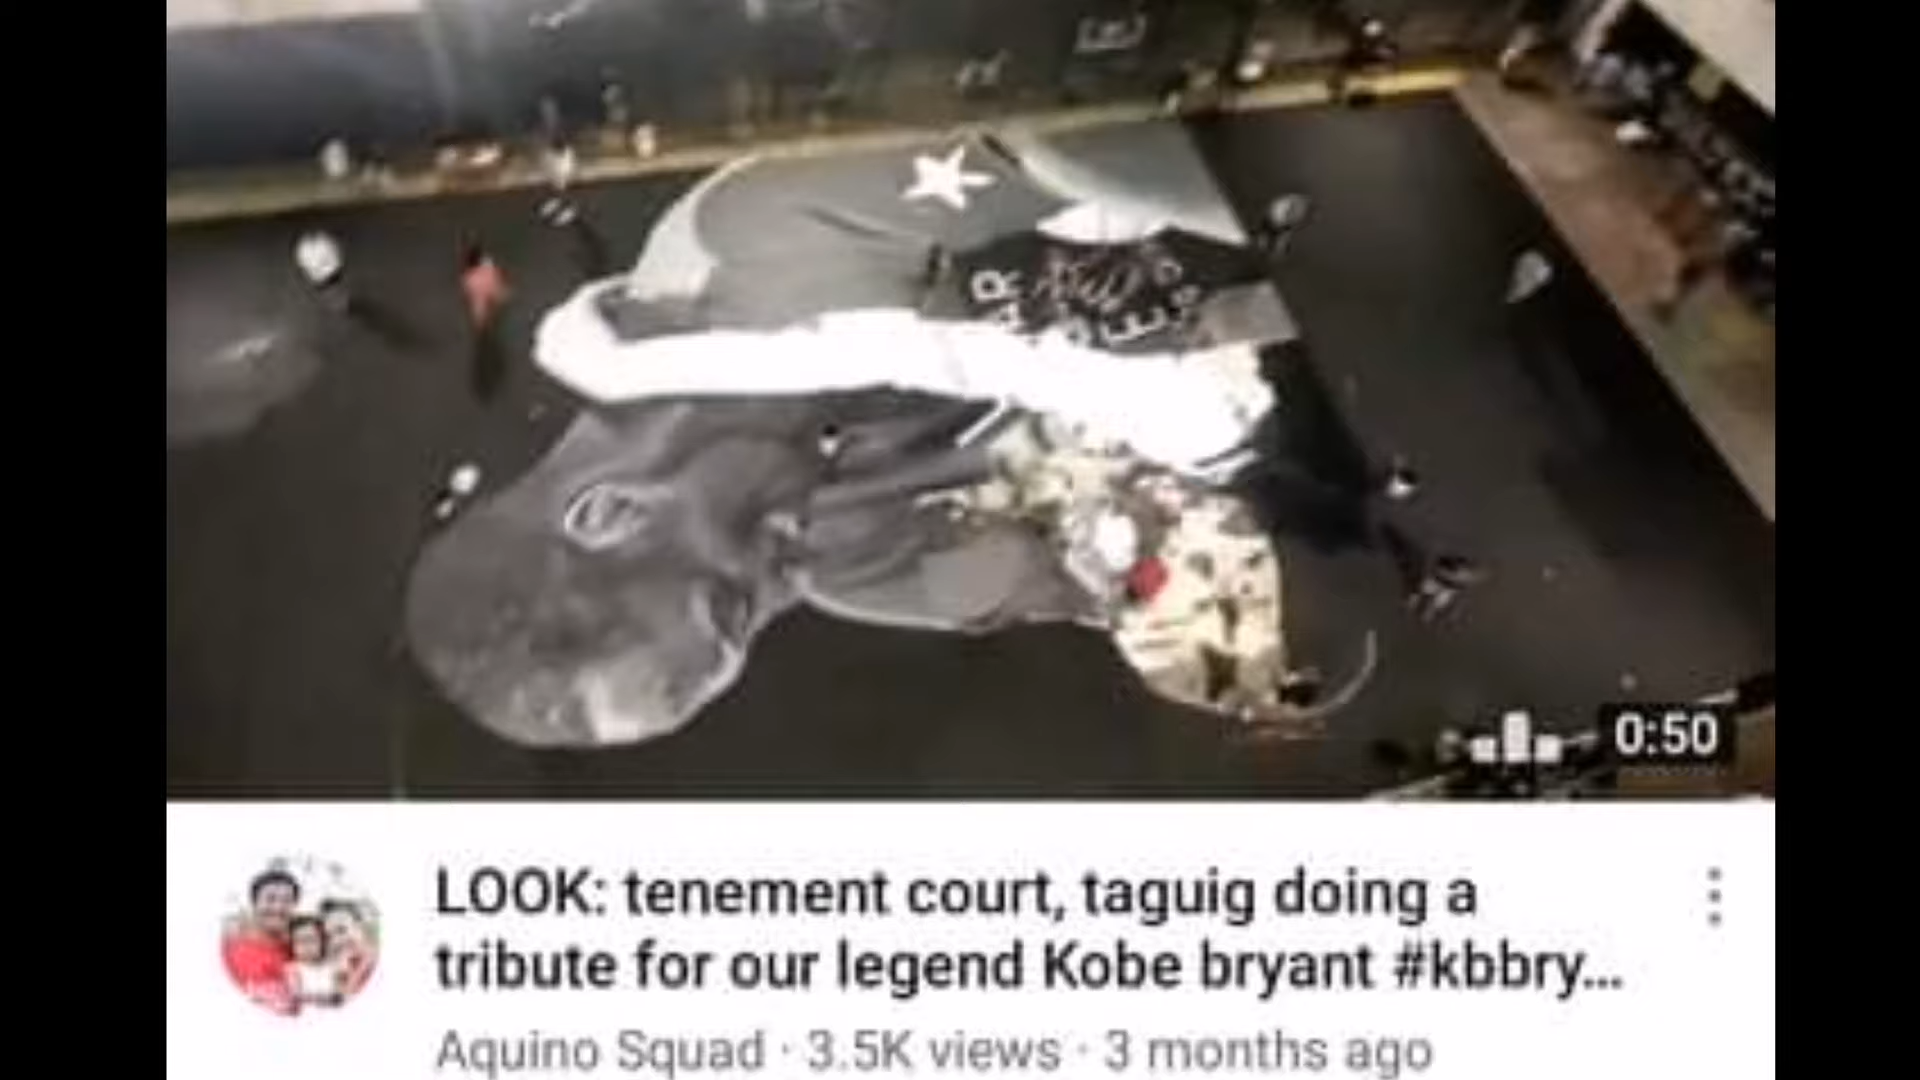 0:50
LOOK: tenement court, taguig doing a
tribute for our legend Kobe bryant #kbbry...
Aquino Squad · 3.5K views · 3 months ago